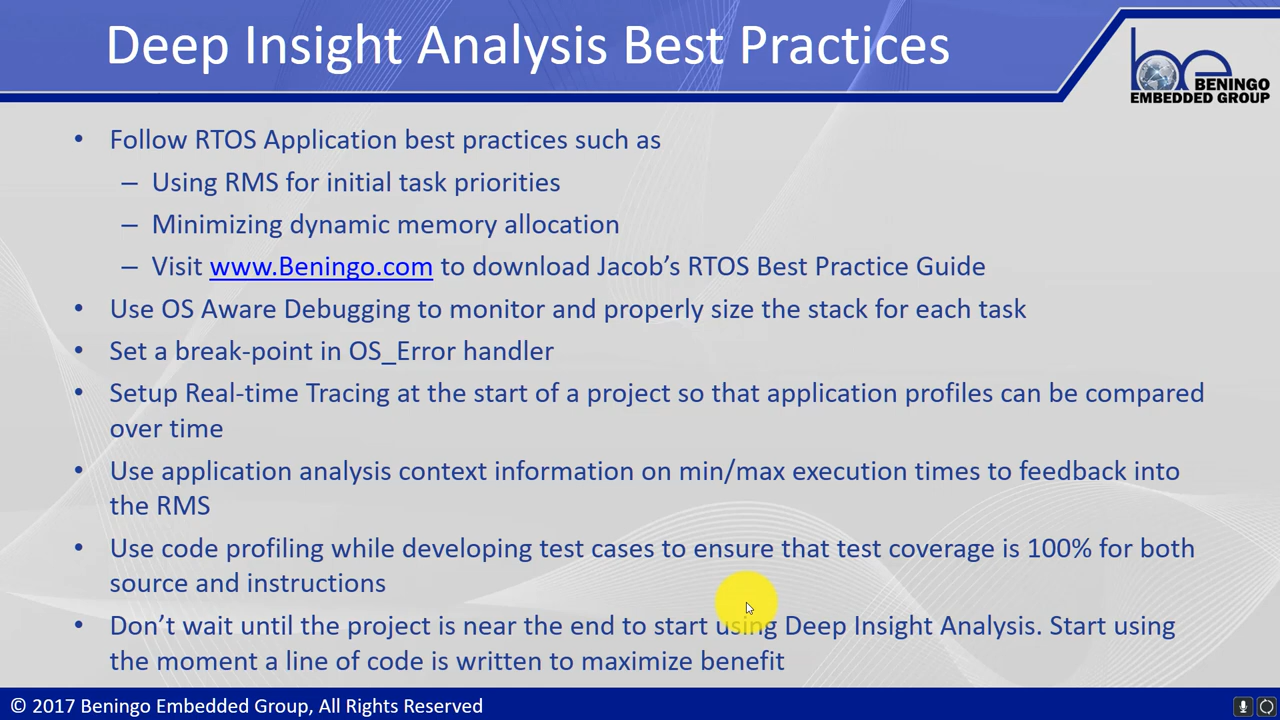 Deep Insight Analysis Best Practices
be BENINGO
EMBEDDED GROUP
• Follow RTOS Application best practices such as
– Using RMS for initial task priorities
– Minimizing dynamic memory allocation
– Visit www.Beningo.com to download Jacob’s RTOS Best Practice Guide
• Use OS Aware Debugging to monitor and properly size the stack for each task
• Set a break-point in OS_Error handler
• Setup Real-time Tracing at the start of a project so that application profiles can be compared
over time
• Use application analysis context information on min/max execution times to feedback into
the RMS
• Use code profiling while developing test cases to ensure that test coverage is 100% for both
source and instructions
• Don’t wait until the project is near the end to start using Deep Insight Analysis. Start using
the moment a line of code is written to maximize benefit
© 2017 Beningo Embedded Group, All Rights Reserved